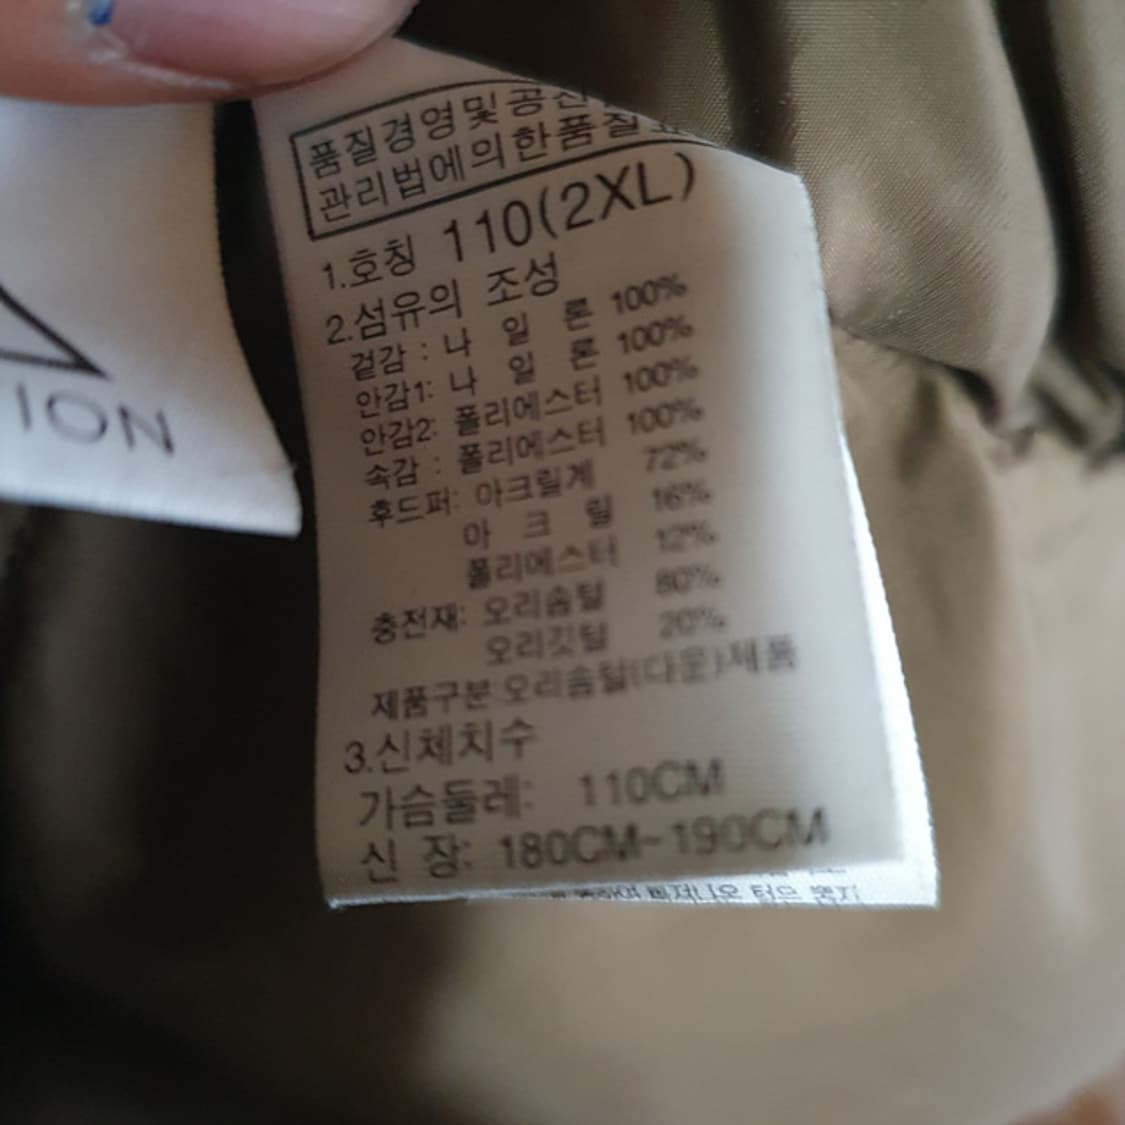 품질경영및공산
관리법에의한품질표
1.호칭 110(2XL)
2.섬유의 조성
겉감 : 나 일 론 100%
안감1: 나 일 론 100%
안감2: 폴리에스터 100%
속감 : 폴리에스터 100%
후드퍼: 아크릴계 72%
아 크 릴 16%
폴리에스터 12%
충전재: 오리솜털 80%
오리깃털 20%
제품구분:오리솜털(다운)제품
3.신체치수
가슴둘레: 110CM
신 장: 180CM~190CM
ION